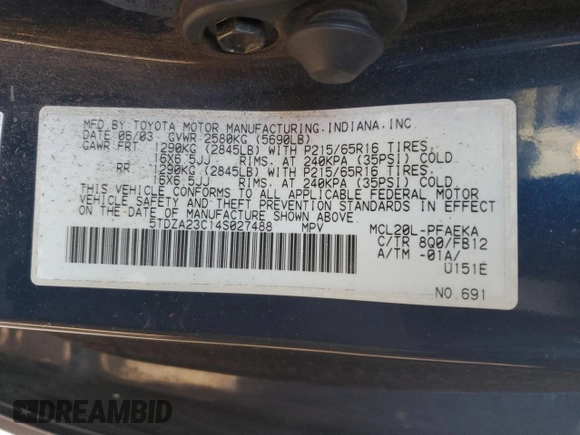 MFD.BY TOYOTA MOTOR MANUFACTURING,INDIANA,INC
DATE 06/03 GVWR 2580KG (5690LB)
GAWR FRT 1290KG (2845LB) WITH P215/65R16 TIRES,
16X6.5JJ RIMS. AT 240KPA (35PSI) COLD
RR 1290KG (2845LB) WITH P215/65R16 TIRES,
16X6.5JJ RIMS. AT 240KPA (35PSI) COLD
THIS VEHICLE CONFORMS TO ALL APPLICABLE FEDERAL MOTOR
VEHICLE SAFETY AND THEFT PREVENTION STANDARDS IN EFFECT
ON THE DATE OF MANUFACTURE SHOWN ABOVE.
5TDZA23C14S027488 MPV MCL20L-PFAEKA
C/TR 8Q0/FB12
A/TM -01A/
U151E
NO.691
DREAMBID